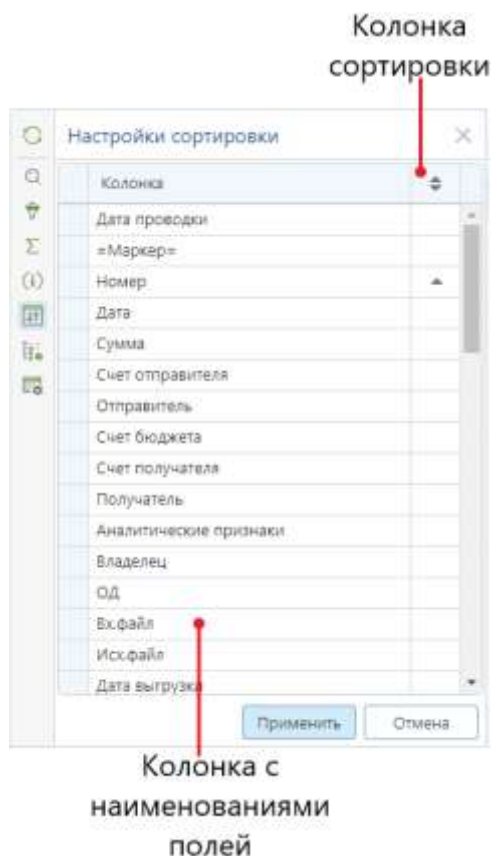 Колонка
сортировки
Настройки сортировки
Колонка
Дата проводки
=Маркер=
Номер
Дата
Сумма
Счет отправителя
Отправитель
Счет бюджета
Счет получателя
Получатель
Аналитические признаки
Владелец
ОД
Вх.файл
Исх.файл
Дата выгрузки
Применить Отмена
Колонка с
наименованиями
полей